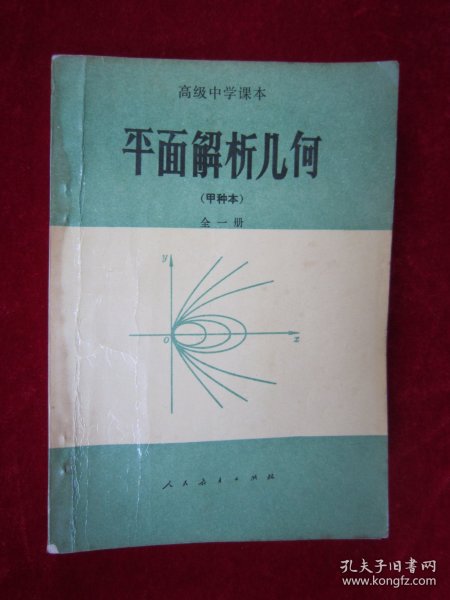 高级中学课本
平面解析几何
（甲种本）
全一册
y
O
x
人民教育出版社
孔夫子旧书网
www.kongfz.com